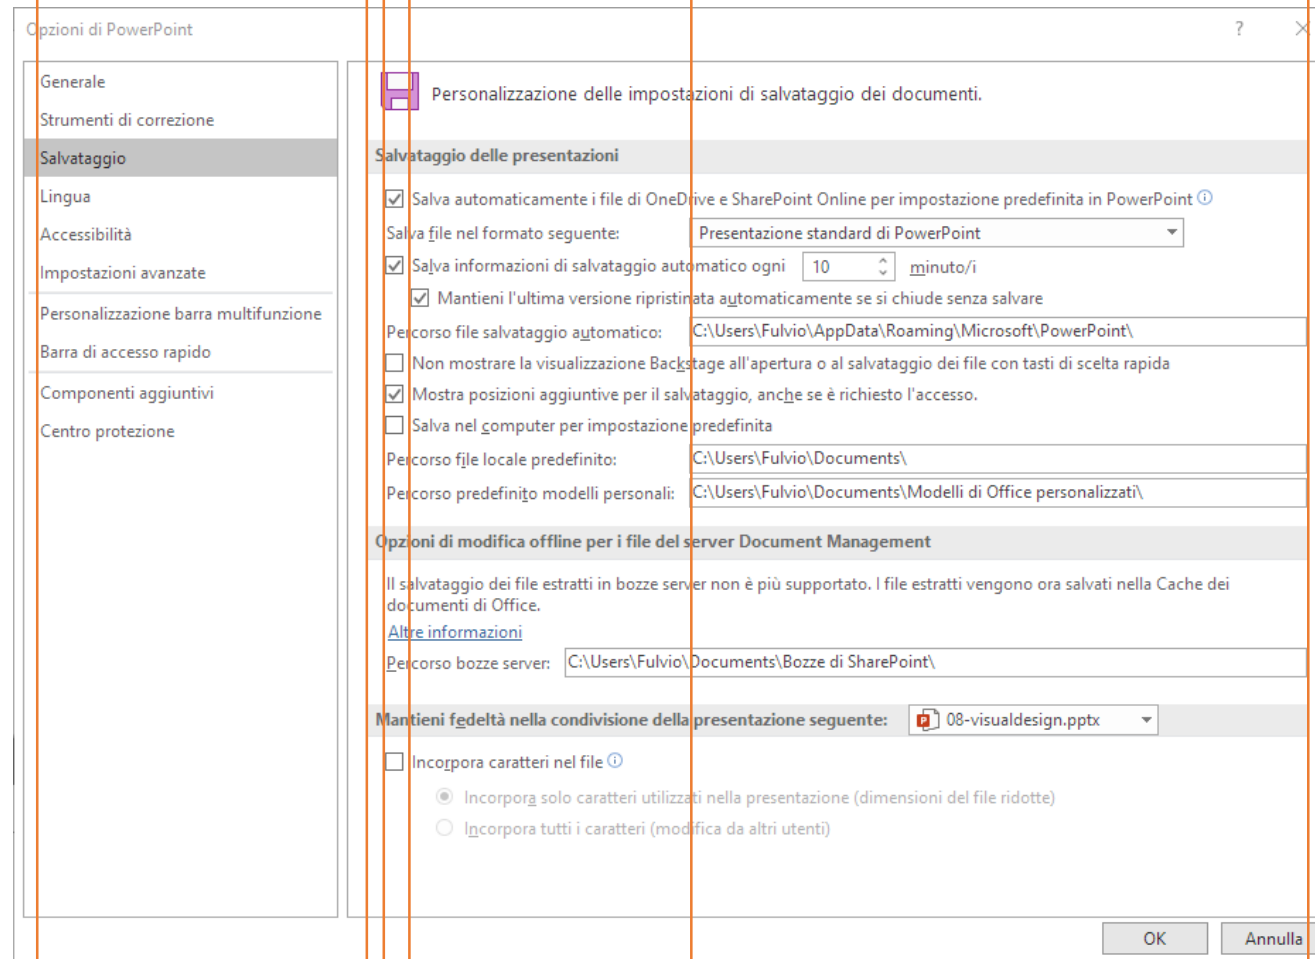 Opzioni di PowerPoint
?
Generale
Strumenti di correzione
Salvataggio
Lingua
Accessibilità
Impostazioni avanzate
Personalizzazione barra multifunzione
Barra di accesso rapido
Componenti aggiuntivi
Centro protezione
Personalizzazione delle impostazioni di salvataggio dei documenti.
Salvataggio delle presentazioni
Salva automaticamente i file di OneDrive e SharePoint Online per impostazione predefinita in PowerPoint
Salva file nel formato seguente: Presentazione standard di PowerPoint
Salva informazioni di salvataggio automatico ogni 10 minuto/i
Mantieni l'ultima versione ripristinata automaticamente se si chiude senza salvare
Percorso file salvataggio automatico: C:\Users\Fulvio\AppData\Roaming\Microsoft\PowerPoint\
Non mostrare la visualizzazione Backstage all'apertura o al salvataggio dei file con tasti di scelta rapida
Mostra posizioni aggiuntive per il salvataggio, anche se è richiesto l'accesso.
Salva nel computer per impostazione predefinita
Percorso file locale predefinito: C:\Users\Fulvio\Documents\
Percorso predefinito modelli personali: C:\Users\Fulvio\Documents\Modelli di Office personalizzati\
Opzioni di modifica offline per i file del server Document Management
Il salvataggio dei file estratti in bozze server non è più supportato. I file estratti vengono ora salvati nella Cache dei
documenti di Office.
Altre informazioni
Percorso bozze server: C:\Users\Fulvio\Documents\Bozze di SharePoint\
Mantieni fedeltà nella condivisione della presentazione seguente: 08-visualdesign.pptx
Incorpora caratteri nel file
Incorpora solo caratteri utilizzati nella presentazione (dimensioni del file ridotte)
Incorpora tutti i caratteri (modifica da altri utenti)
OK Annulla